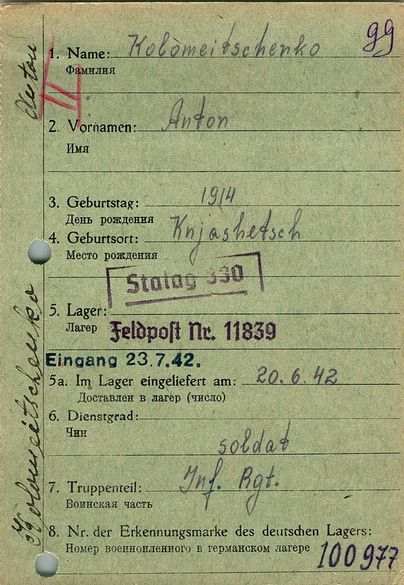 99
1. Name: Kolomeitschenko
Фамилия
II
2. Vornamen: Anton
Имя
3. Geburtstag: 1914
День рождения
4. Geburtsort: Knjashetsch
Место рождения
Stalag 330
5. Lager:
Лагерь
Feldpost Nr. 11839
Eingang 23.7.42.
5a. Im Lager eingeliefert am: 20.6.42
Доставлен в лагерь (число)
6. Dienstgrad:
Чин
soldat
Inf. Rgt.
7. Truppenteil:
Воинская часть
8. Nr. der Erkennungsmarke des deutschen Lagers:
Номер военнопленного в германском лагере 100977
Kolomeitschenko Anton